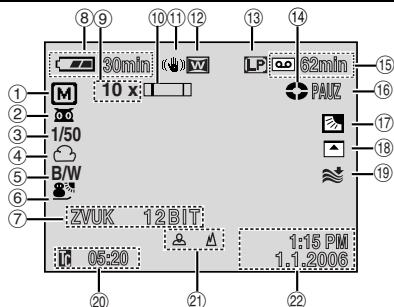 ⑧ ⑨ ⑩ ⑪ ⑫ ⑬ ⑭
30min W LP 62min ⑮
① M 10 x PAUZ ⑯
② ⑰
③ 1/50
④ ⑱
⑤ B/W ⑲
⑥
⑦ ZVUK 12BIT
1:15 PM
05:20 1.1.2006
⑳ ㉑ ㉒